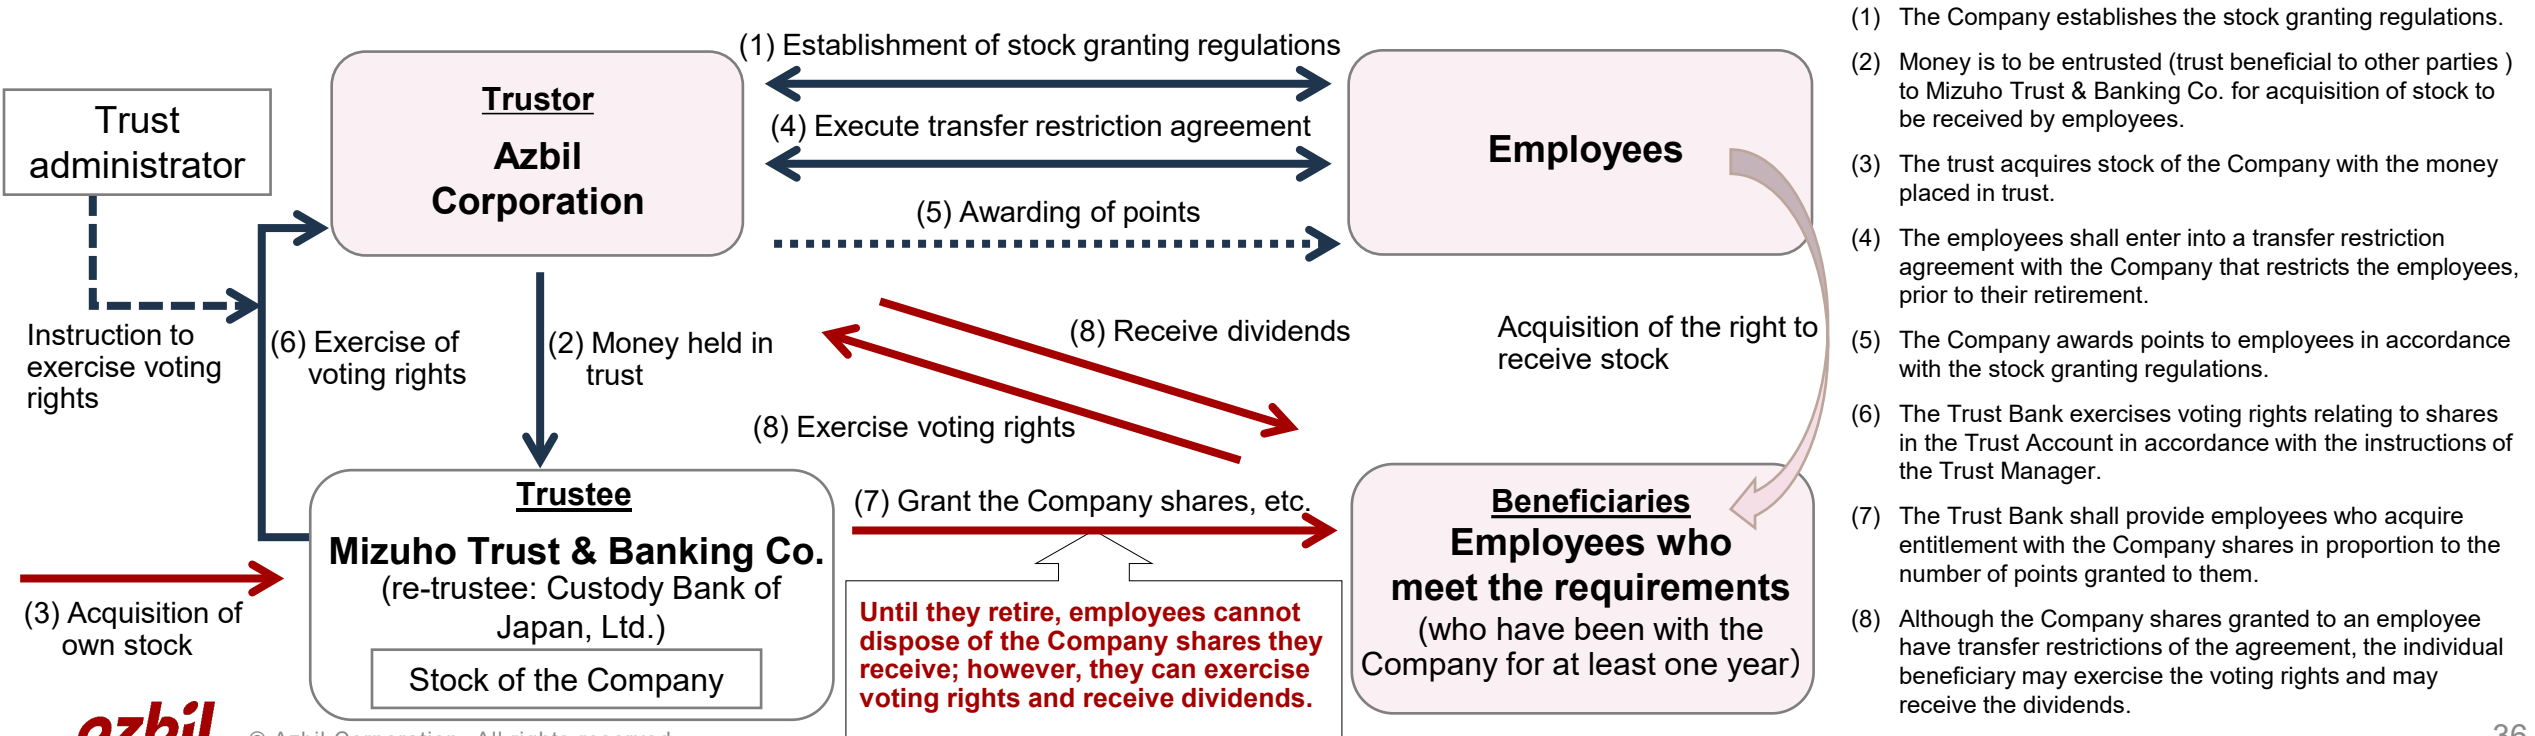 Trust
administrator
Instruction to
exercise voting
rights
Trustor
Azbil
Corporation
(1) Establishment of stock granting regulations
(4) Execute transfer restriction agreement
(5) Awarding of points
Employees
(6) Exercise of
voting rights
(2) Money held in
trust
(8) Receive dividends
(8) Exercise voting rights
Acquisition of the right to
receive stock
(3) Acquisition of
own stock
Trustee
Mizuho Trust & Banking Co.
(re-trustee: Custody Bank of
Japan, Ltd.)
Stock of the Company
(7) Grant the Company shares, etc.
Until they retire, employees cannot
dispose of the Company shares they
receive; however, they can exercise
voting rights and receive dividends.
Beneficiaries
Employees who
meet the requirements
(who have been with the
Company for at least one year)
(1) The Company establishes the stock granting regulations.
(2) Money is to be entrusted (trust beneficial to other parties )
to Mizuho Trust & Banking Co. for acquisition of stock to
be received by employees.
(3) The trust acquires stock of the Company with the money
placed in trust.
(4) The employees shall enter into a transfer restriction
agreement with the Company that restricts the employees,
prior to their retirement.
(5) The Company awards points to employees in accordance
with the stock granting regulations.
(6) The Trust Bank exercises voting rights relating to shares
in the Trust Account in accordance with the instructions of
the Trust Manager.
(7) The Trust Bank shall provide employees who acquire
entitlement with the Company shares in proportion to the
number of points granted to them.
(8) Although the Company shares granted to an employee
have transfer restrictions of the agreement, the individual
beneficiary may exercise the voting rights and may
receive the dividends.
azbil
© Azbil Corporation. All rights reserved.
36